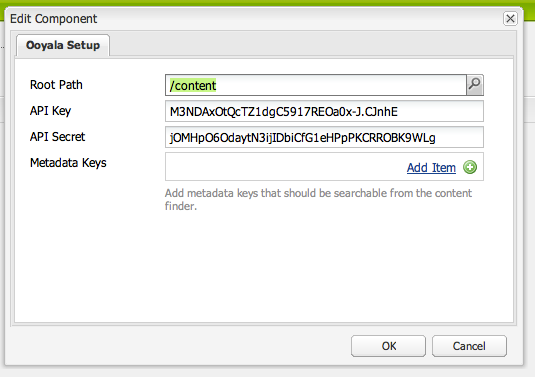 Edit Component
Ooyala Setup
Root Path /content
API Key M3NDAxOtQcTZ1dgC5917REOa0x-J.CJnhE
API Secret jOMHpO6OdaytN3ijIDbiCfG1eHPpPKCRROBK9WLg
Metadata Keys
Add Item
Add metadata keys that should be searchable from the content
finder.
OK Cancel